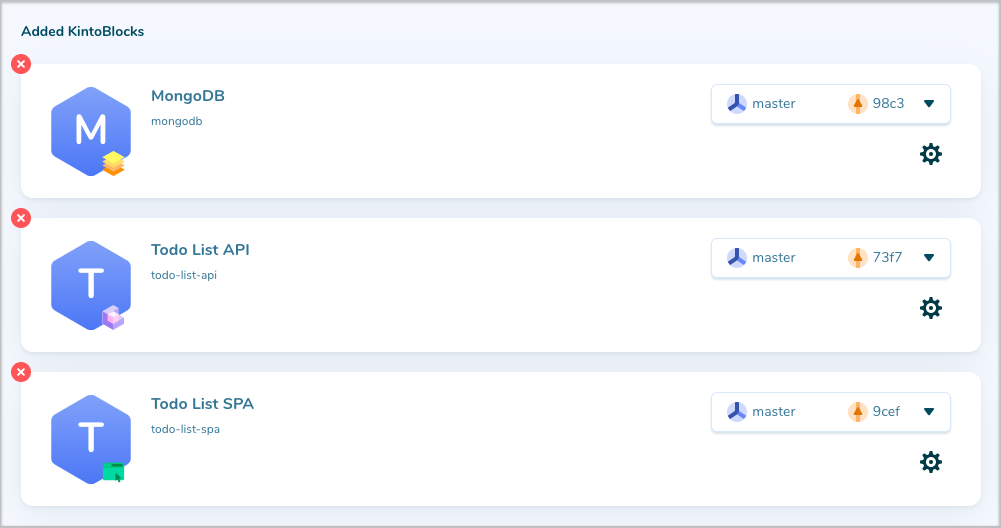 Added KintoBlocks
M
MongoDB
mongodb
master 98c3
T
Todo List API
todo-list-api
master 73f7
T
Todo List SPA
todo-list-spa
master 9cef